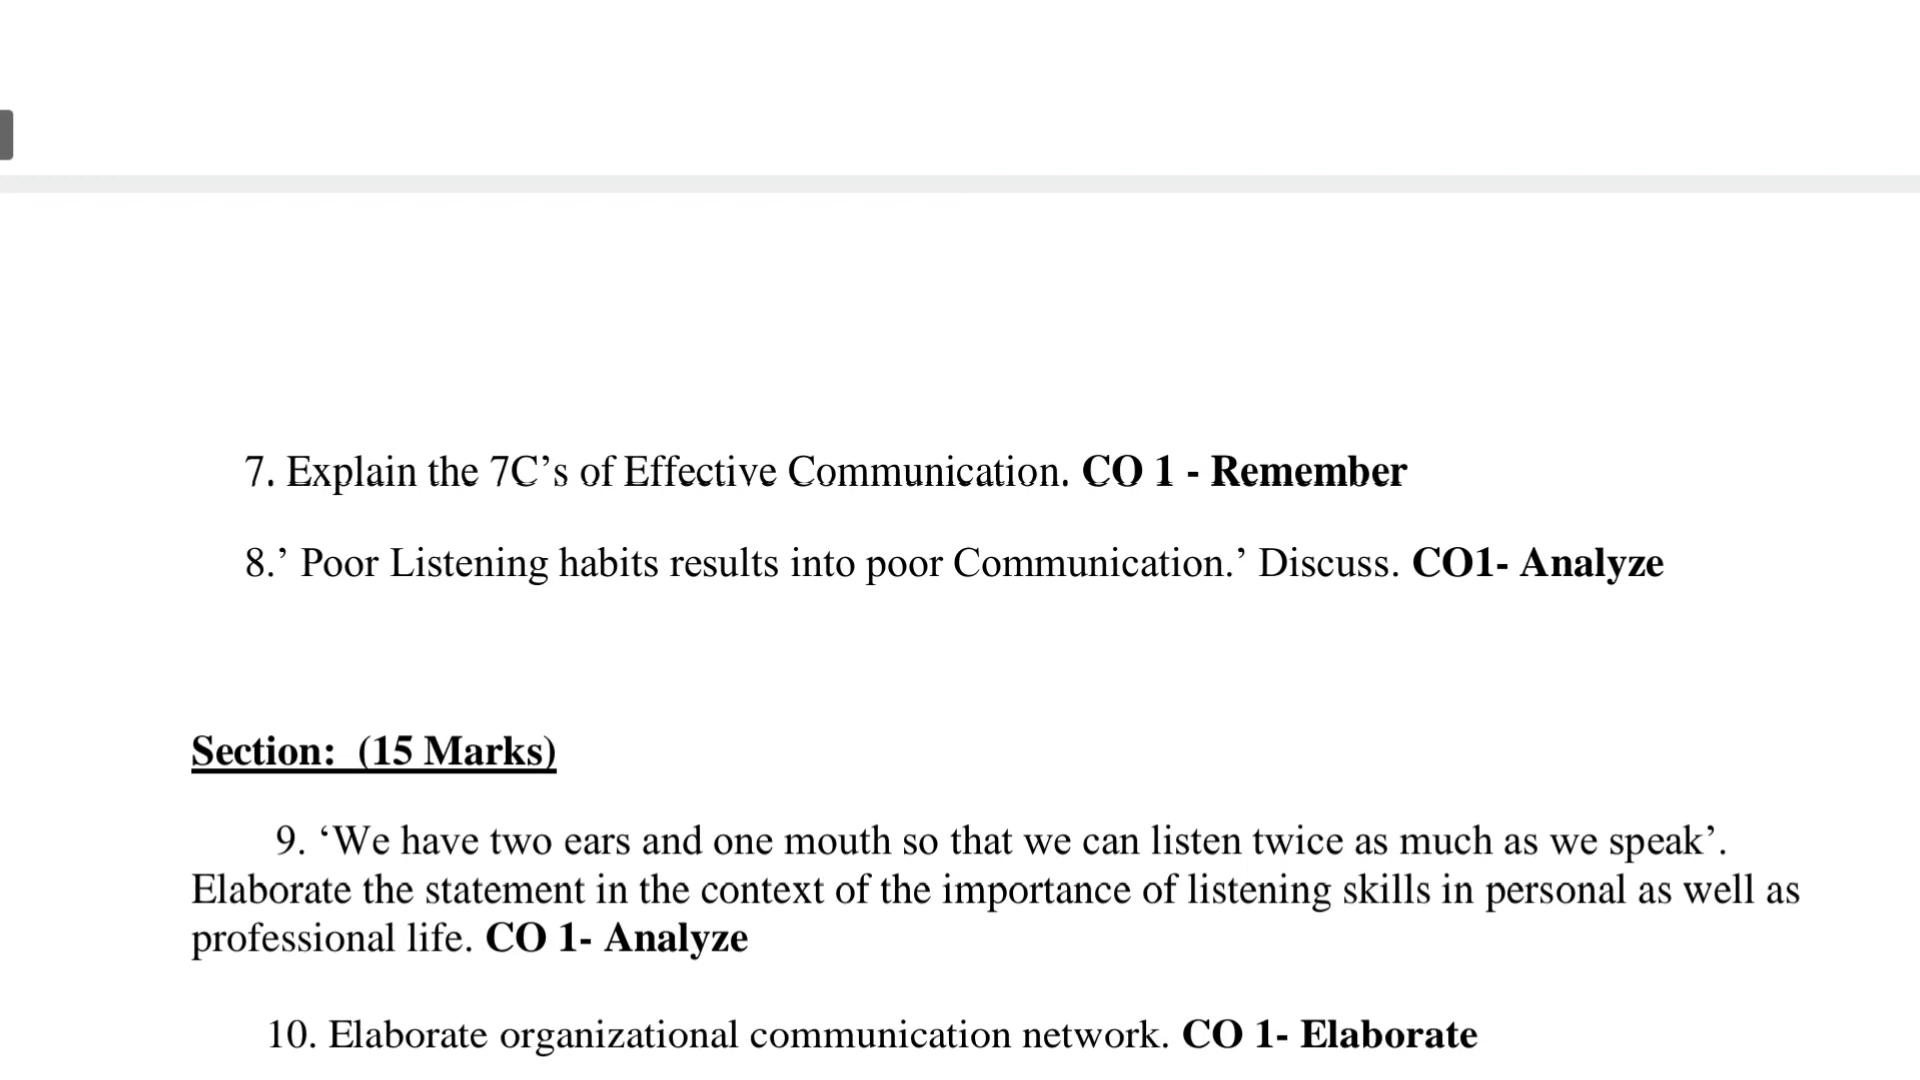 7. Explain the 7C’s of Effective Communication. CO 1 - Remember
8.’ Poor Listening habits results into poor Communication.’ Discuss. CO1- Analyze
Section:  (15 Marks)
9. ‘We have two ears and one mouth so that we can listen twice as much as we speak’.
Elaborate the statement in the context of the importance of listening skills in personal as well as
professional life. CO 1- Analyze
10. Elaborate organizational communication network. CO 1- Elaborate